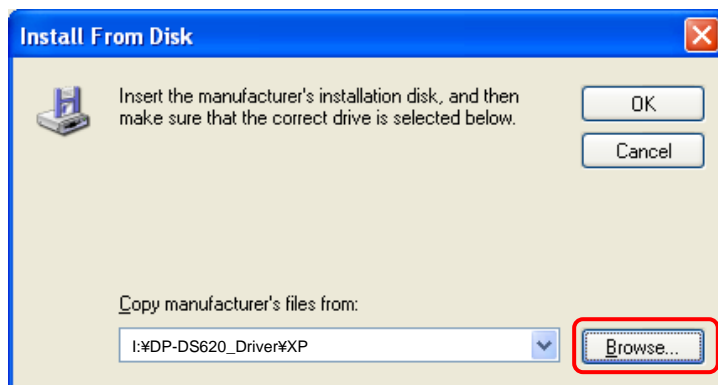 Install From Disk
Insert the manufacturer's installation disk, and then
make sure that the correct drive is selected below.
OK
Cancel
Copy manufacturer's files from:
I:¥DP-DS620_Driver¥XP
Browse...